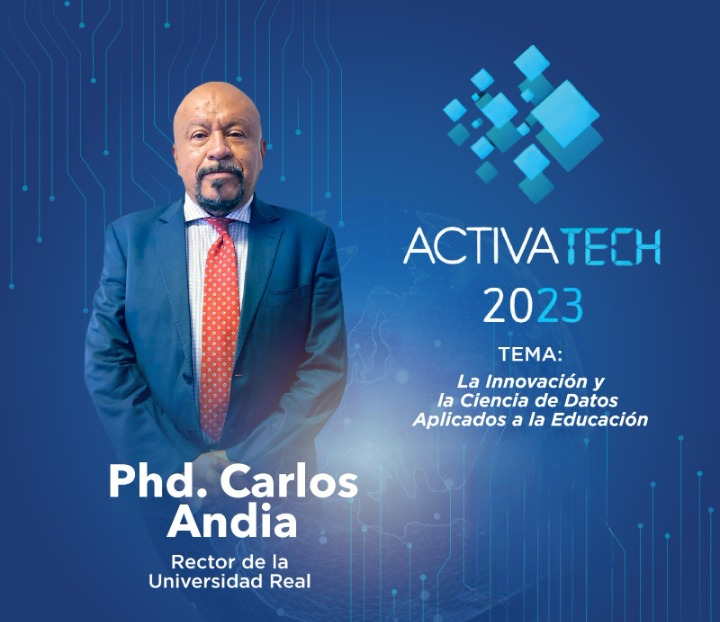 ACTIVATECH
2023
TEMA:
La Innovación y
la Ciencia de Datos
Aplicados a la Educación
Phd. Carlos
Andia
Rector de la
Universidad Real